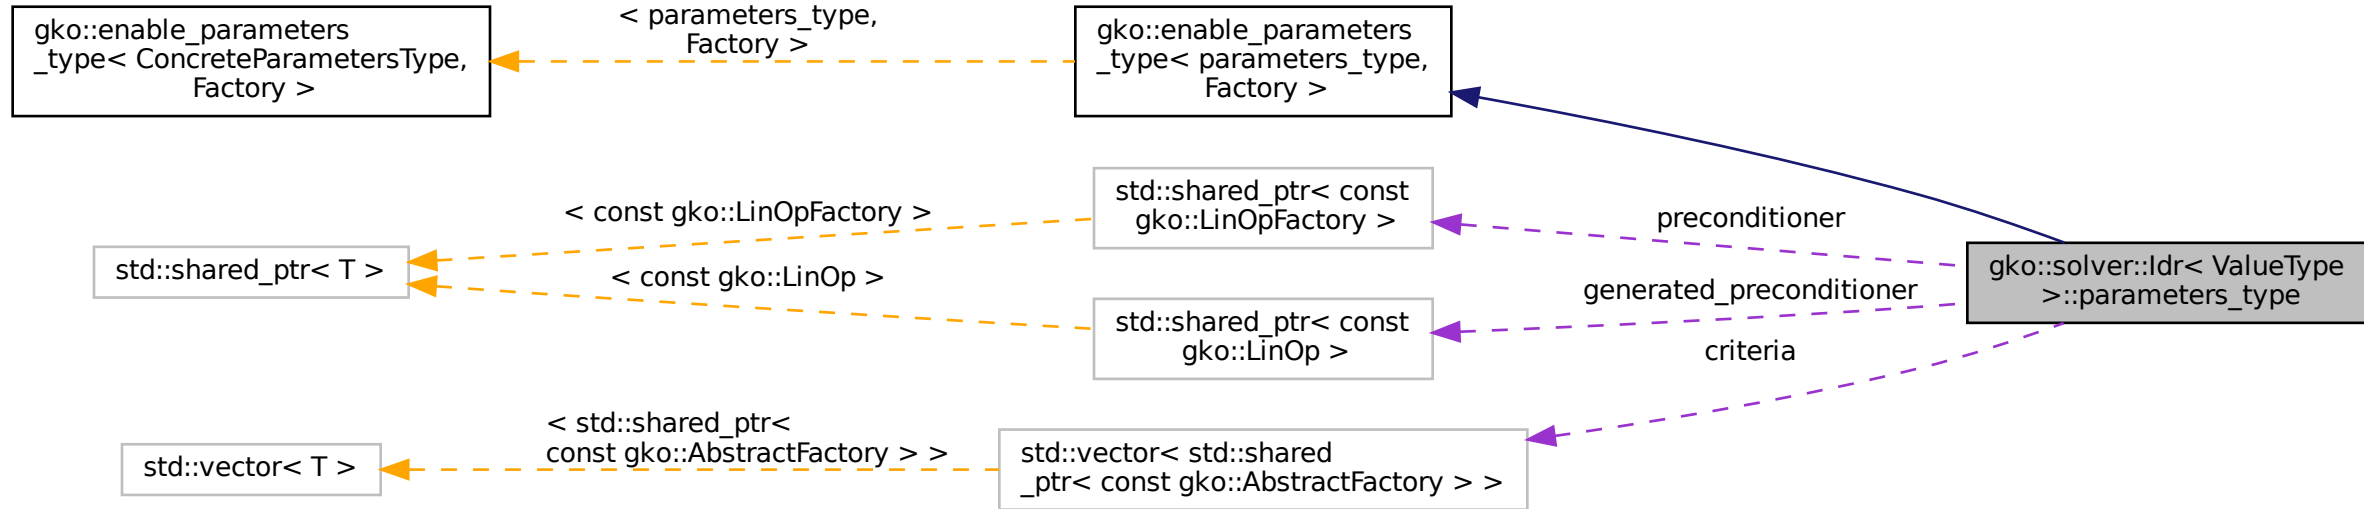 gko::enable_parameters
_type< ConcreteParametersType,
Factory >
< parameters_type,
Factory >
gko::enable_parameters
_type< parameters_type,
Factory >
std::shared_ptr< T >
< const gko::LinOpFactory >
< const gko::LinOp >
std::shared_ptr< const
gko::LinOpFactory >
std::shared_ptr< const
gko::LinOp >
preconditioner
generated_preconditioner
criteria
gko::solver::Idr< ValueType
>::parameters_type
std::vector< T >
< std::shared_ptr<
const gko::AbstractFactory > >
std::vector< std::shared
_ptr< const gko::AbstractFactory > >